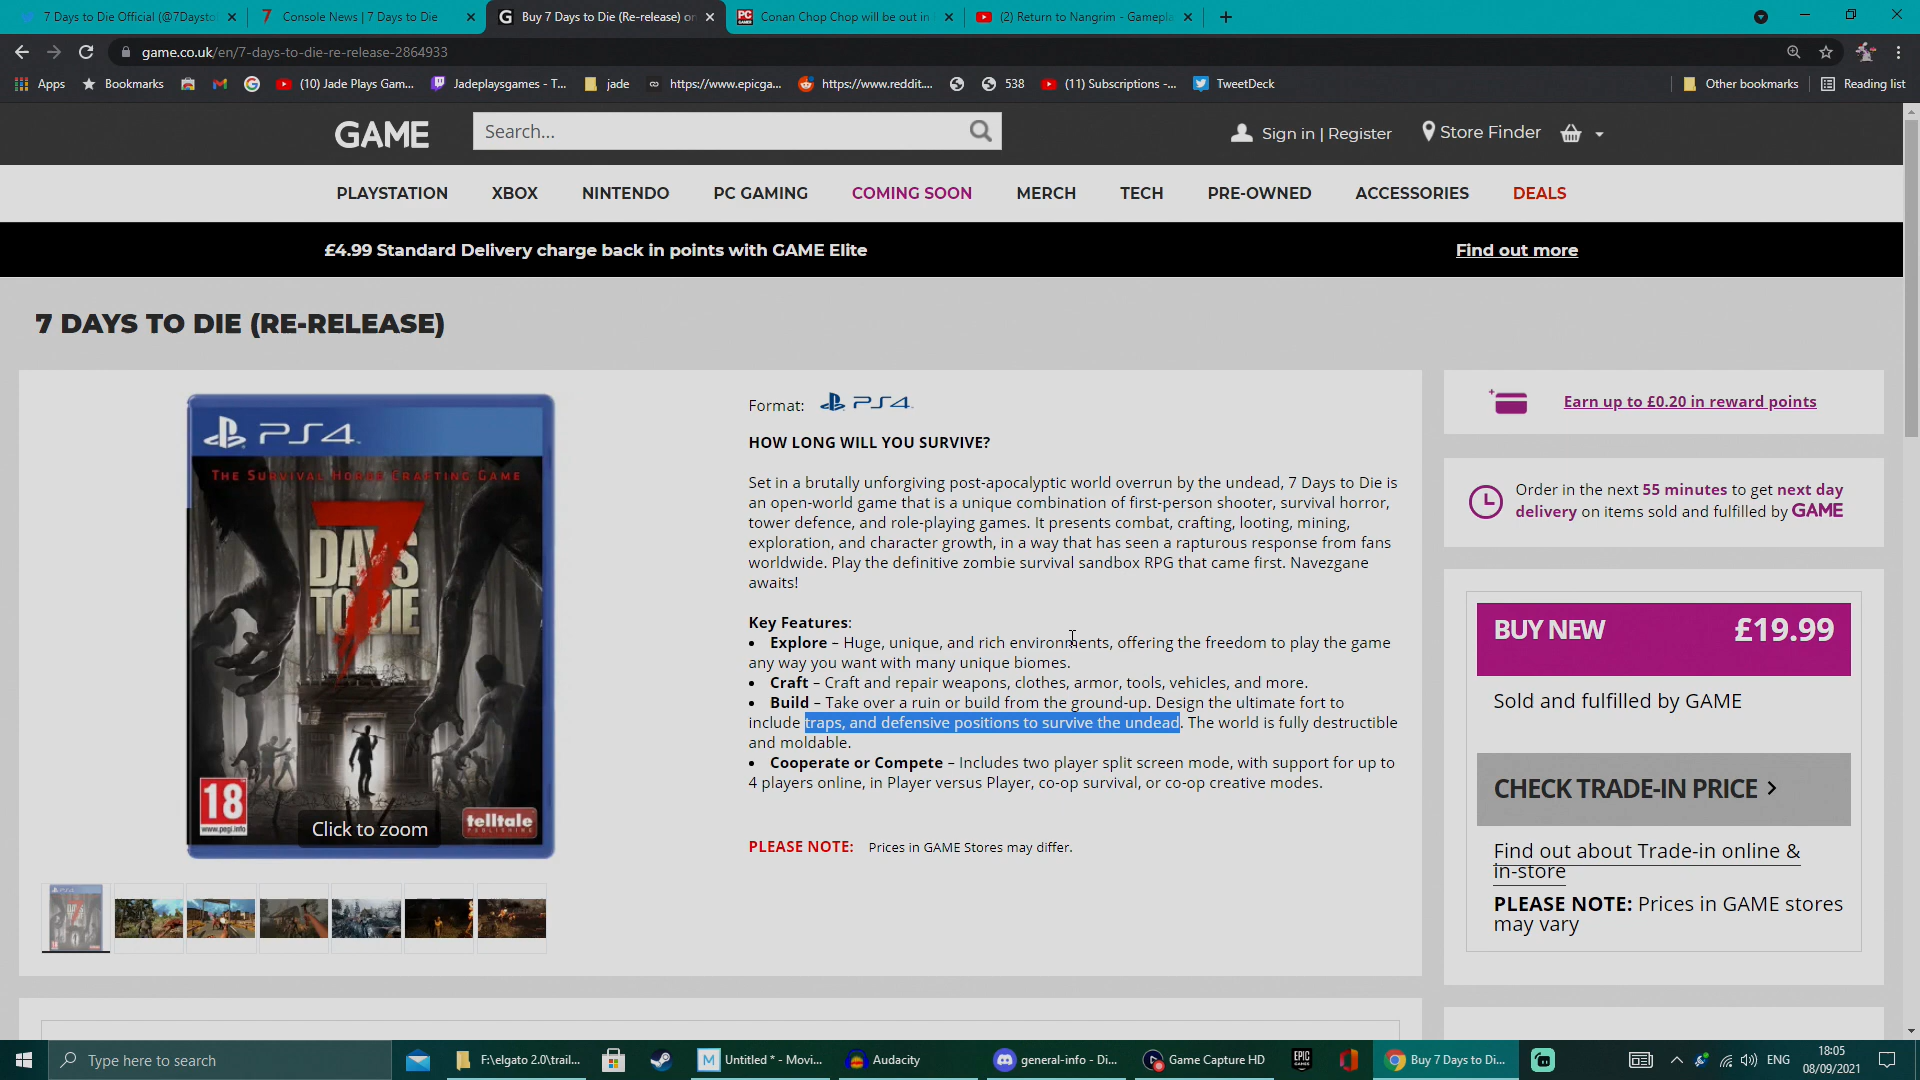 7 Days to Die Official (@7Daysto
Console News | 7 Days to Die
Buy 7 Days to Die (Re-release) on
Conan Chop Chop will be out in
(2) Return to Nangrim - Gamepla
game.co.uk/en/7-days-to-die-re-release-2864933
Apps
Bookmarks
(10) Jade Plays Gam...
Jadeplaysgames - T...
jade
https://www.epicga...
https://www.reddit....
538
(11) Subscriptions -...
TweetDeck
Other bookmarks
Reading list
GAME
Search...
Sign in | Register
Store Finder
PLAYSTATION
XBOX
NINTENDO
PC GAMING
COMING SOON
MERCH
TECH
PRE-OWNED
ACCESSORIES
DEALS
£4.99 Standard Delivery charge back in points with GAME Elite
Find out more
7 DAYS TO DIE (RE-RELEASE)
PS4
THE SURVIVAL HORDE CRAFTING GAME
7
DAYS
TO DIE
18
www.pegi.info
telltale
PUBLISHING
Click to zoom
Format: PS4
HOW LONG WILL YOU SURVIVE?
Set in a brutally unforgiving post-apocalyptic world overrun by the undead, 7 Days to Die is
an open-world game that is a unique combination of first-person shooter, survival horror,
tower defence, and role-playing games. It presents combat, crafting, looting, mining,
exploration, and character growth, in a way that has seen a rapturous response from fans
worldwide. Play the definitive zombie survival sandbox RPG that came first. Navezgane
awaits!
Key Features:
• Explore – Huge, unique, and rich environments, offering the freedom to play the game
any way you want with many unique biomes.
• Craft – Craft and repair weapons, clothes, armor, tools, vehicles, and more.
• Build – Take over a ruin or build from the ground-up. Design the ultimate fort to
include traps, and defensive positions to survive the undead. The world is fully destructible
and moldable.
• Cooperate or Compete – Includes two player split screen mode, with support for up to
4 players online, in Player versus Player, co-op survival, or co-op creative modes.
PLEASE NOTE: Prices in GAME Stores may differ.
Earn up to £0.20 in reward points
Order in the next 55 minutes to get next day
delivery on items sold and fulfilled by GAME
BUY NEW £19.99
Sold and fulfilled by GAME
CHECK TRADE-IN PRICE >
Find out about Trade-in online &
in-store
PLEASE NOTE: Prices in GAME stores
may vary
Type here to search
F:\elgato 2.0\trail...
Untitled * - Movi...
Audacity
general-info - Di...
Game Capture HD
Buy 7 Days to Di...
ENG
18:05
08/09/2021